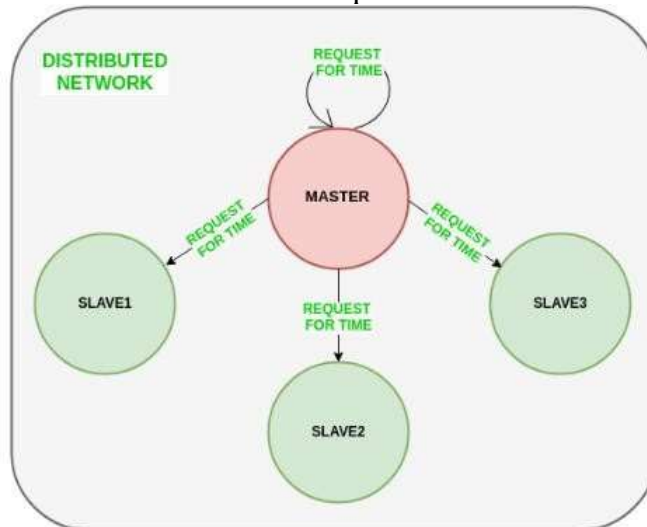 DISTRIBUTED
NETWORK
REQUEST
FOR TIME
MASTER
REQUEST
FOR TIME
REQUEST
FOR TIME
SLAVE1
REQUEST
FOR TIME
SLAVE3
SLAVE2